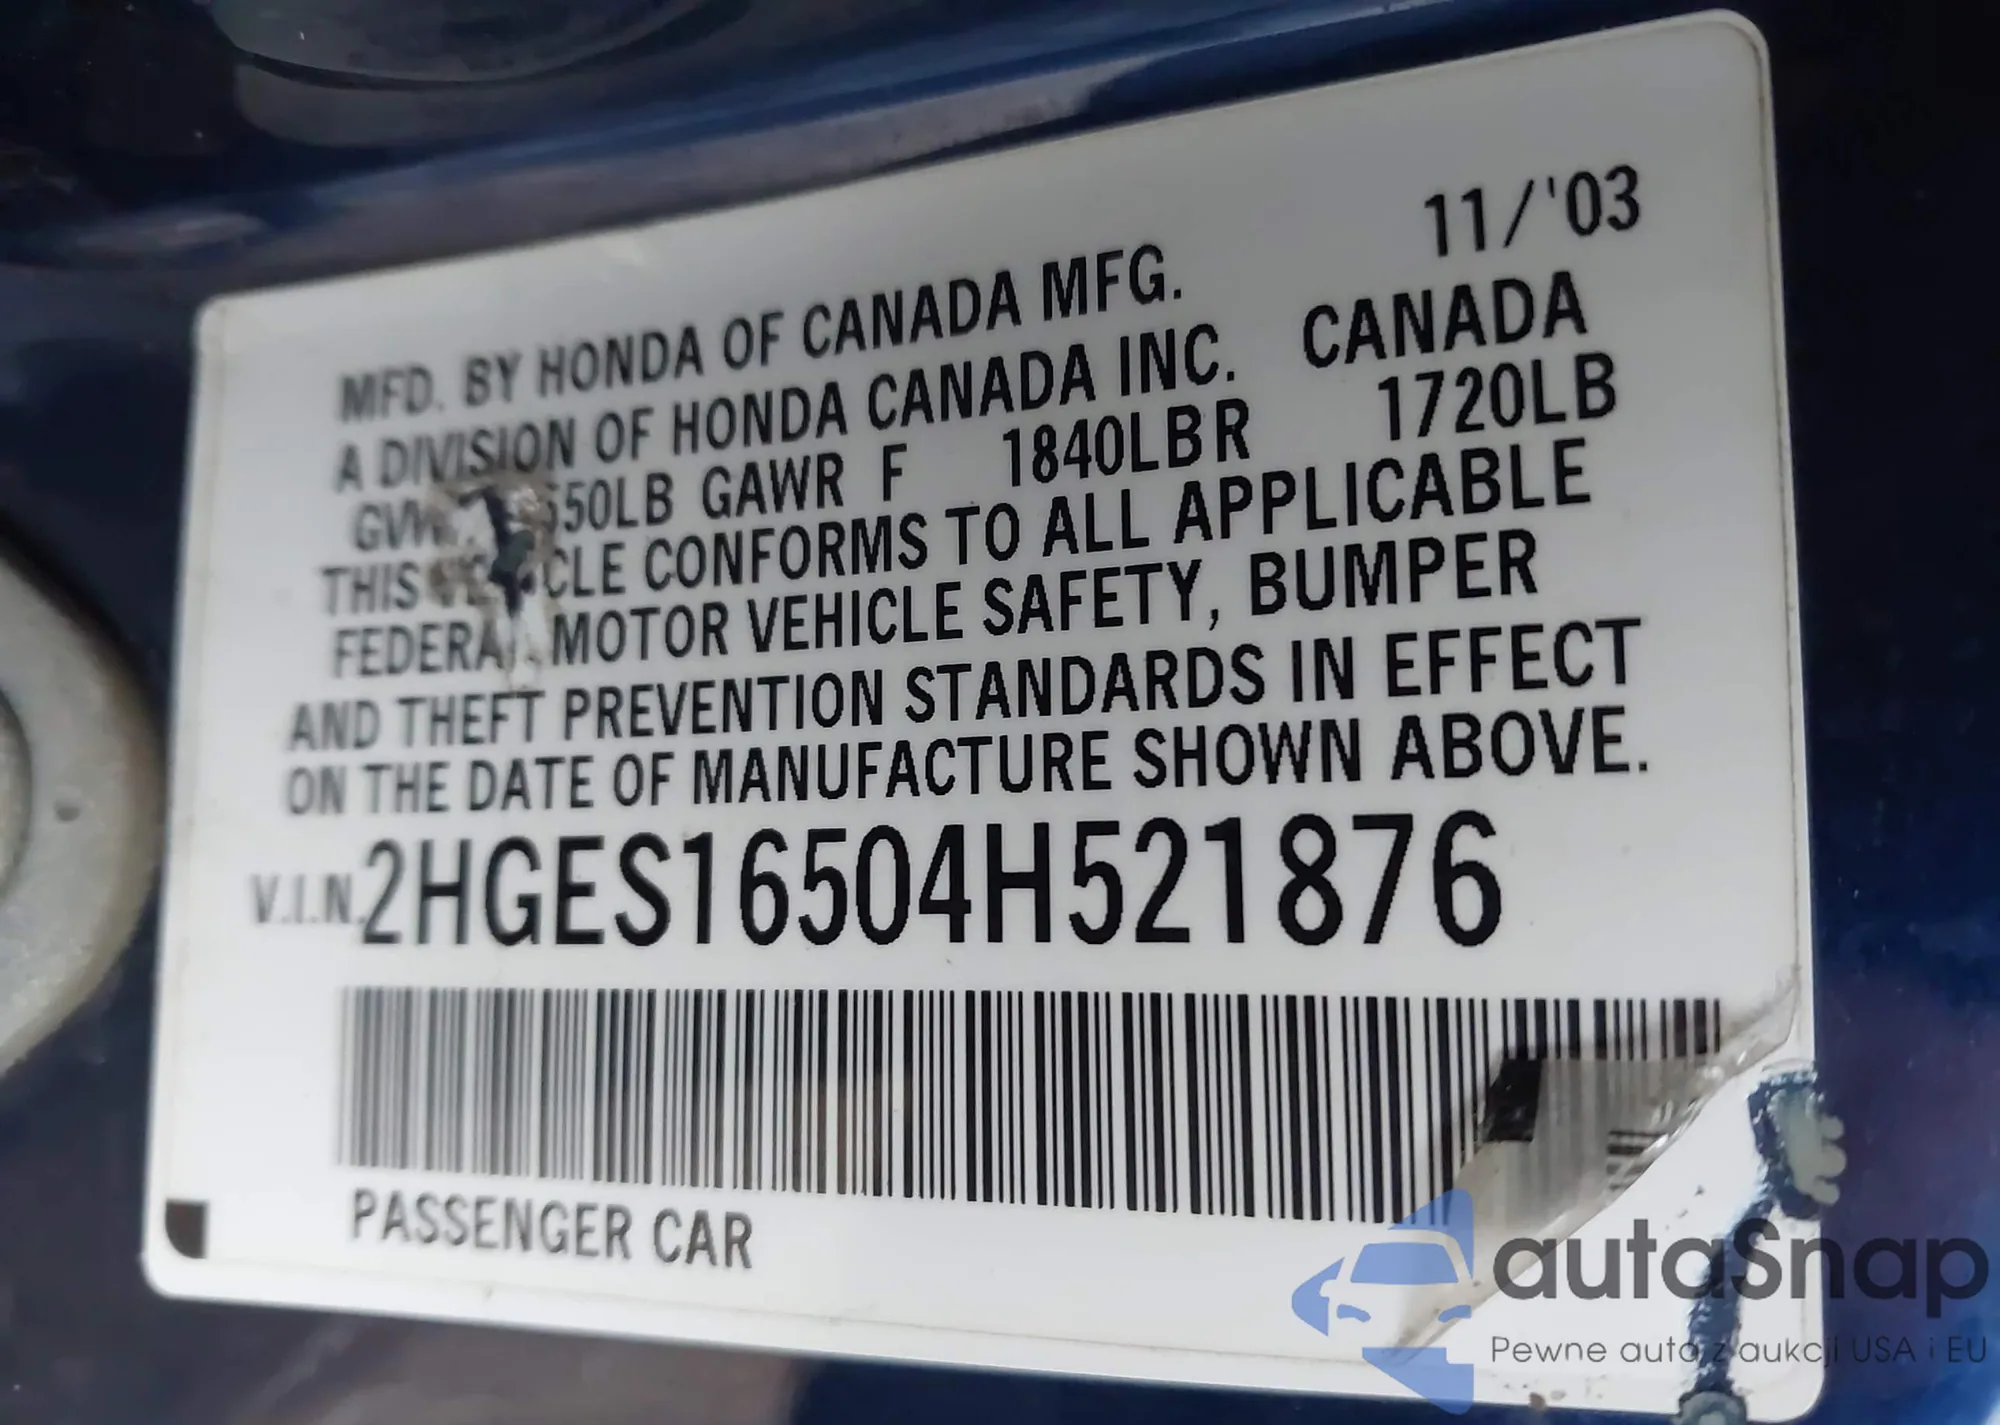 11/'03
MFD. BY HONDA OF CANADA MFG.
A DIVISION OF HONDA CANADA INC. CANADA
550LB GAWR F 1840LB R 1720LB
THIS CONFORMS TO ALL APPLICABLE
FEDERAL MOTOR VEHICLE SAFETY, BUMPER
AND THEFT PREVENTION STANDARDS IN EFFECT
ON THE DATE OF MANUFACTURE SHOWN ABOVE.
V.I.N. 2HGES16504H521876
PASSENGER CAR
autaSnap
Pewne auta z aukcji USA i EU